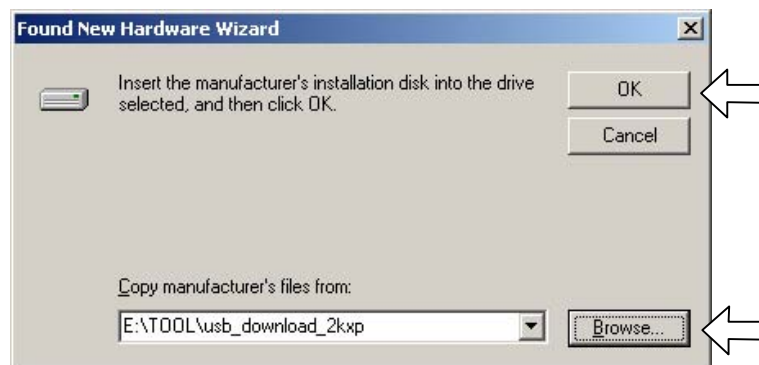 Found New Hardware Wizard
Insert the manufacturer's installation disk into the drive
selected, and then click OK.
OK
Cancel
Copy manufacturer's files from:
E:\TOOL\usb_download_2kxp
Browse...